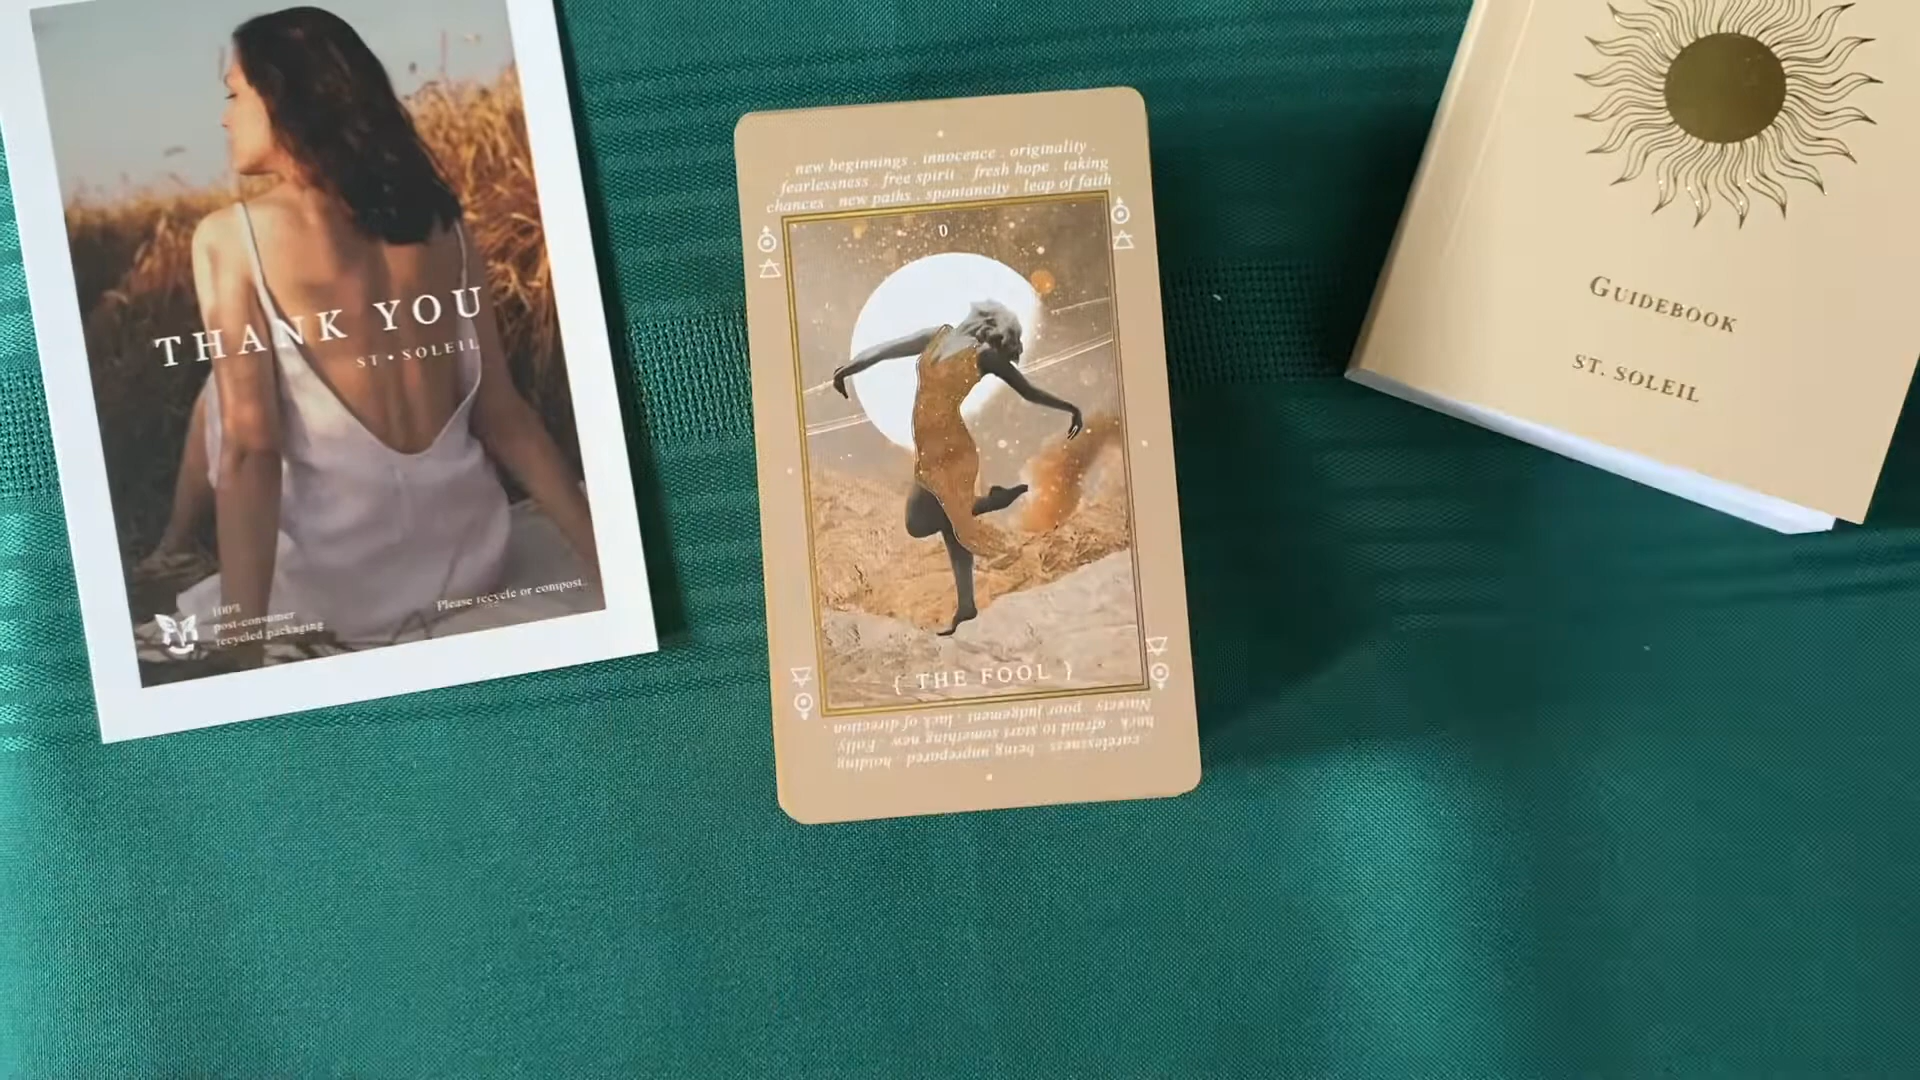 THANK YOU
ST•SOLEIL
100%
post-consumer
recycled packaging
Please recycle or compost.
new beginnings . innocence . originality .
fearlessness . free spirit . fresh hope . taking
chances . new paths . spontaneity . leap of faith
0
{ THE FOOL }
carelessness . being unprepared . holding
back . afraid to start something new . Folly .
Naivety . poor judgement . lack of direction .
GUIDEBOOK
ST. SOLEIL